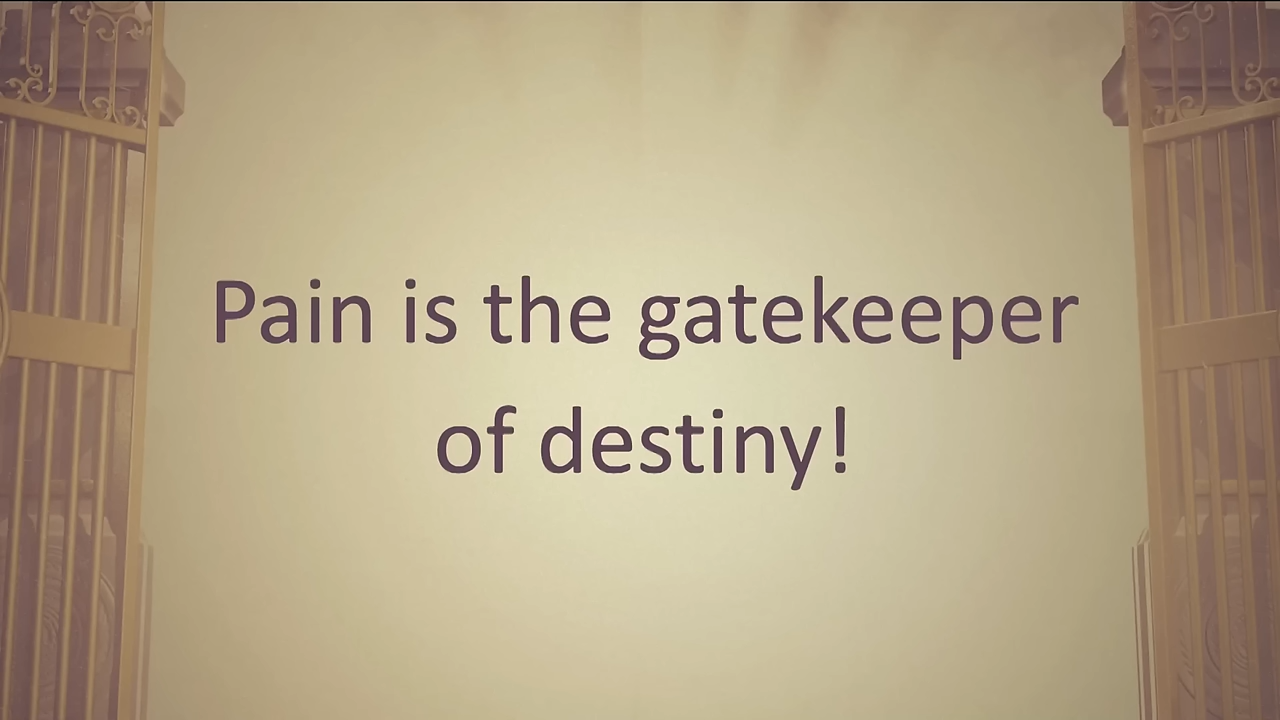 Pain is the gatekeeper
of destiny!